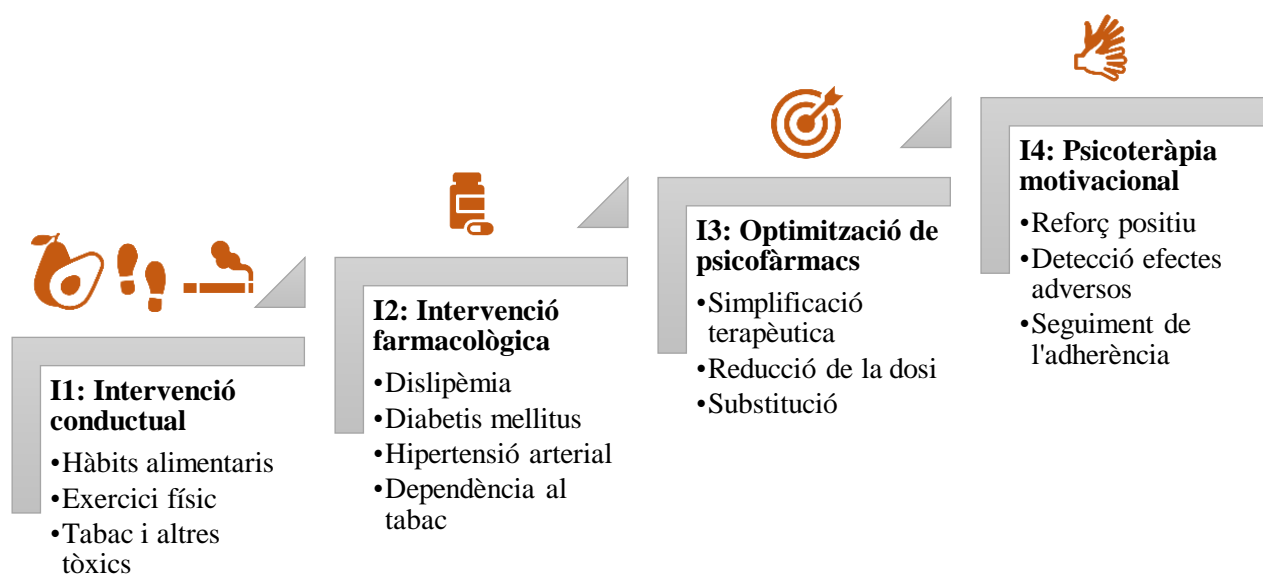 I1: Intervenció
conductual
•Hàbits alimentaris
•Exercici físic
•Tabac i altres
tòxics
I2: Intervenció
farmacològica
•Dislipèmia
•Diabetis mellitus
•Hipertensió arterial
•Dependència al
tabac
I3: Optimització de
psicofàrmacs
•Simplificació
terapèutica
•Reducció de la dosi
•Substitució
I4: Psicoteràpia
motivacional
•Reforç positiu
•Detecció efectes
adversos
•Seguiment de
l'adherència